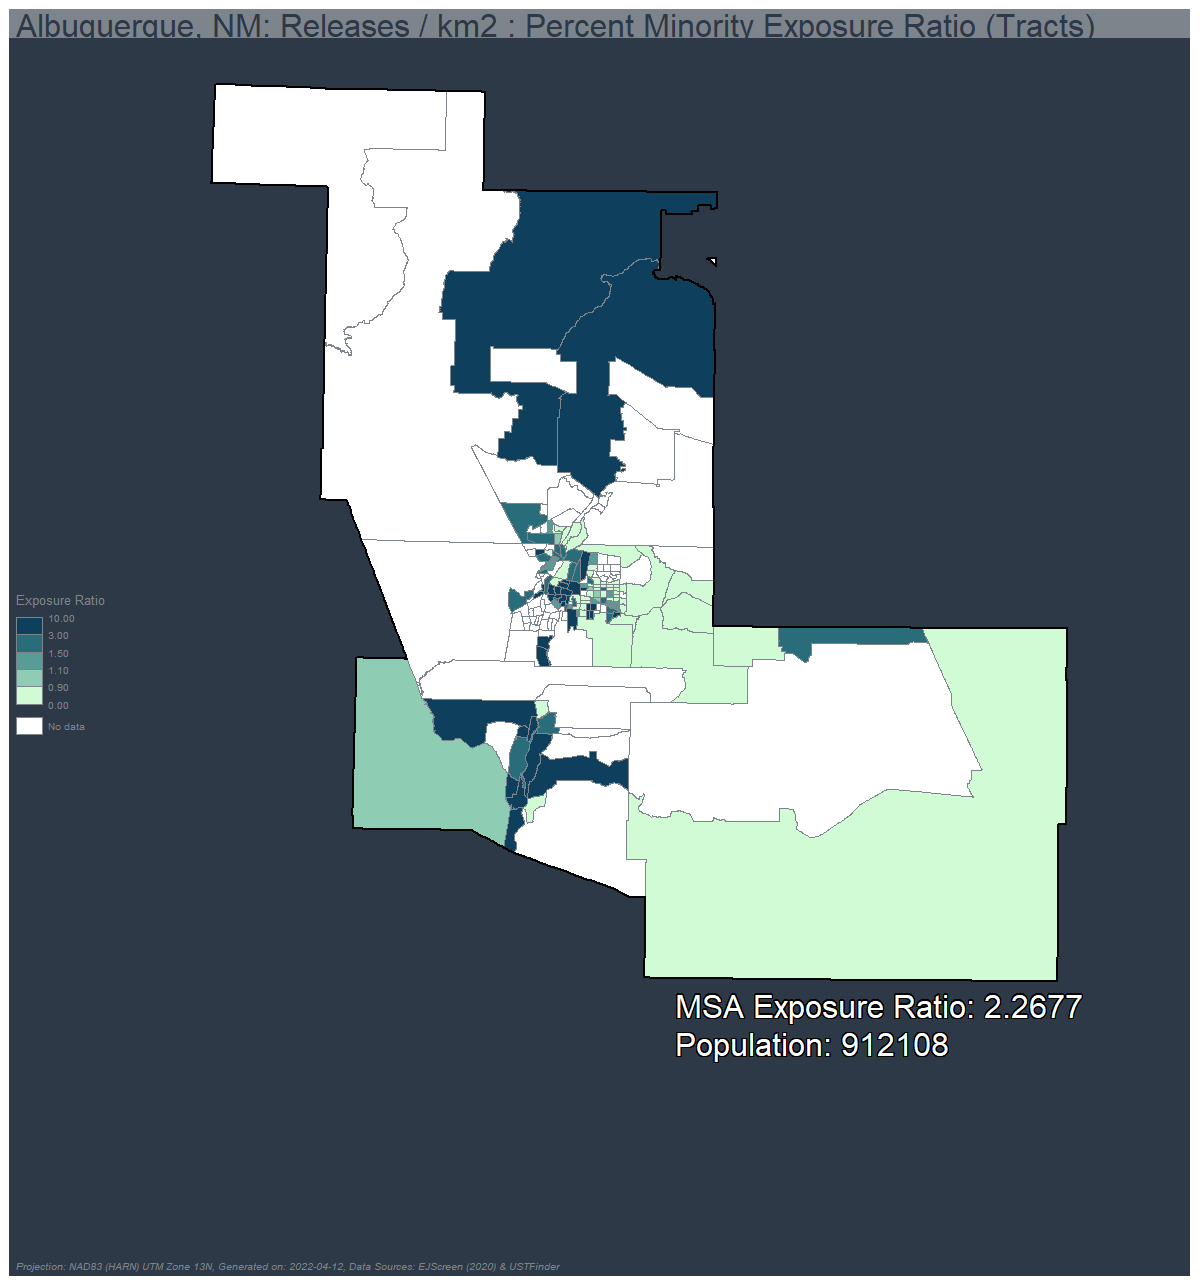 Albuquerque, NM: Releases / km2 : Percent Minority Exposure Ratio (Tracts)
Exposure Ratio
10.00
3.00
1.50
1.10
0.90
0.00
No data
MSA Exposure Ratio: 2.2677
Population: 912108
Projection: NAD83 (HARN) UTM Zone 13N, Generated on: 2022-04-12, Data Sources: EJScreen (2020) & USTFinder